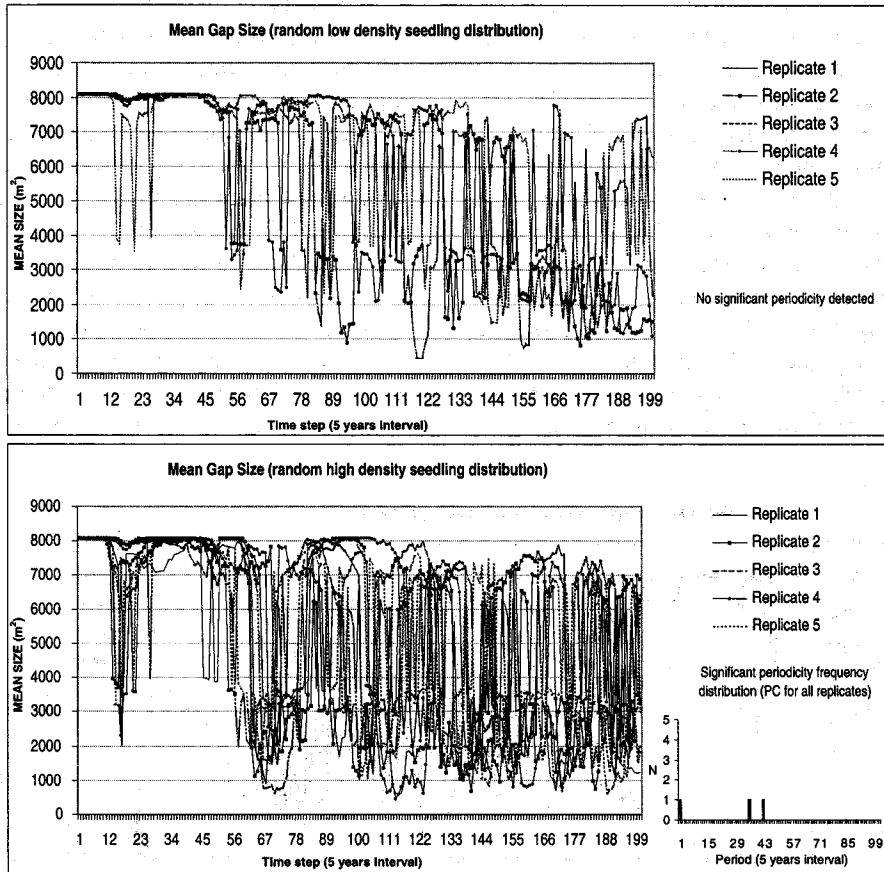 Mean Gap Size (random low density seedling distribution)
MEAN SIZE (m²)
9000
8000
7000
6000
5000
4000
3000
2000
1000
0
1 12 23 34 45 56 67 78 89 100 111 122 133 144 155 166 177 188 199
Time step (5 years interval)
Replicate 1
Replicate 2
Replicate 3
Replicate 4
Replicate 5
No significant periodicity detected
Mean Gap Size (random high density seedling distribution)
MEAN SIZE (m²)
9000
8000
7000
6000
5000
4000
3000
2000
1000
0
1 12 23 34 45 56 67 78 89 100 111 122 133 144 155 166 177 188 199
Time step (5 years interval)
Replicate 1
Replicate 2
Replicate 3
Replicate 4
Replicate 5
Significant periodicity frequency
distribution (PC for all replicates)
N
5
4
3
2
1
0
1 15 29 43 57 71 85 99
Period (5 years interval)